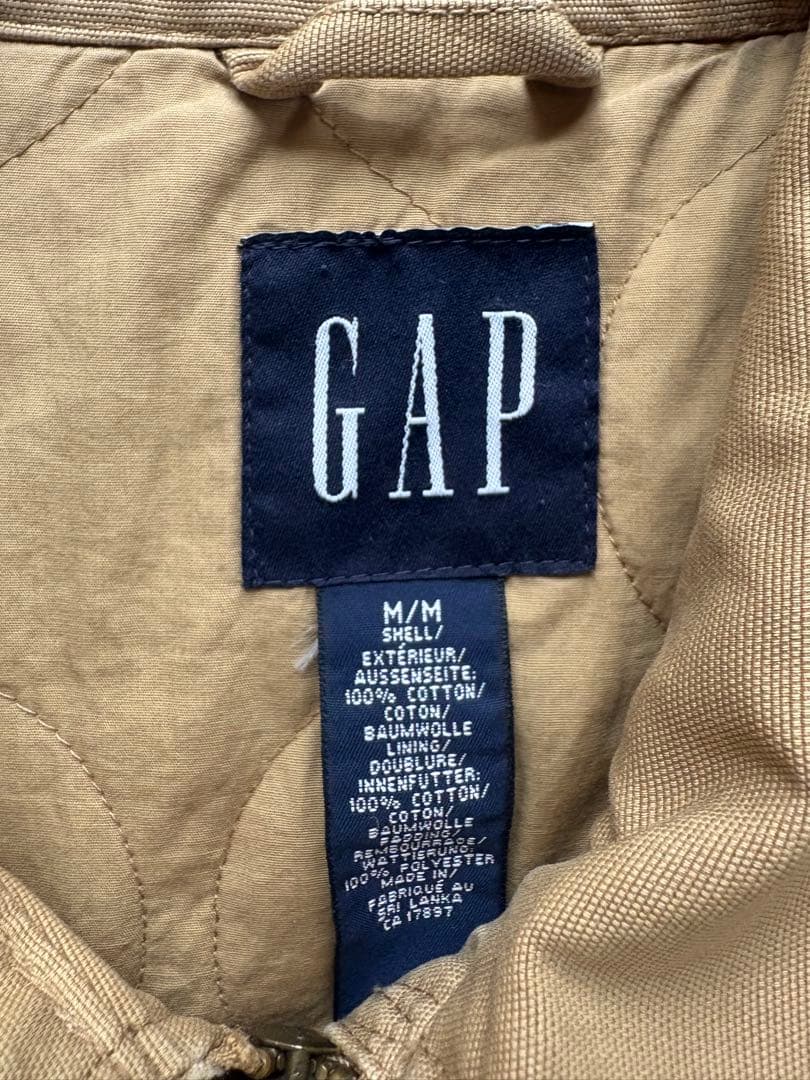 GAP
M/M
SHELL/
EXTÉRIEUR/
AUSSENSEITE:
100% COTTON/
COTON/
BAUMWOLLE
LINING/
DOUBLURE/
INNENFUTTER:
100% COTTON/
COTON/
BAUMWOLLE
PADDING/
REMBOURRAGE/
WATTIERUNG:
100% POLYESTER
MADE IN/
FABRIQUÉ AU
SRI LANKA
CA 17897